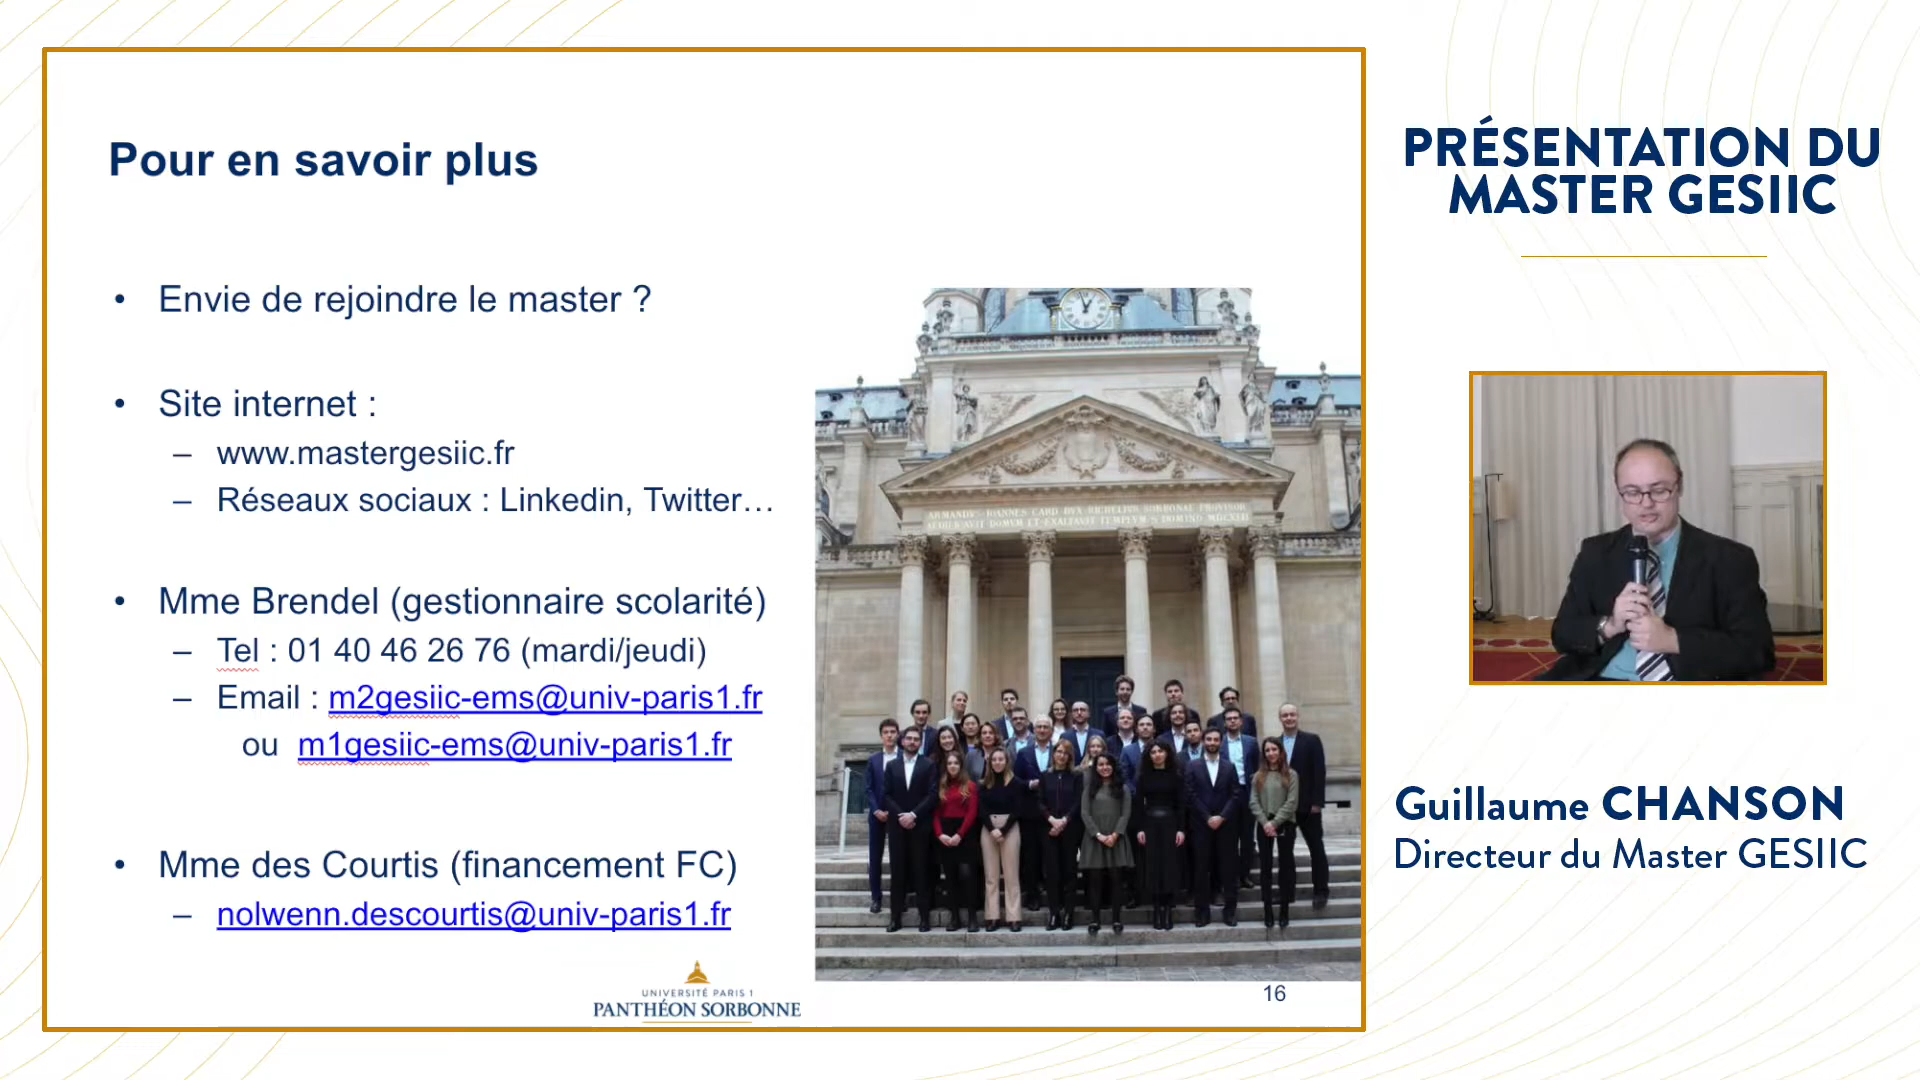 Pour en savoir plus
• Envie de rejoindre le master ?
• Site internet :
– www.mastergesiic.fr
– Réseaux sociaux : Linkedin, Twitter…
• Mme Brendel (gestionnaire scolarité)
– Tel : 01 40 46 26 76 (mardi/jeudi)
– Email : m2gesiic-ems@univ-paris1.fr
ou m1gesiic-ems@univ-paris1.fr
• Mme des Courtis (financement FC)
– nolwenn.descourtis@univ-paris1.fr
UNIVERSITÉ PARIS 1
PANTHÉON SORBONNE
16
PRÉSENTATION DU
MASTER GESIIC
Guillaume CHANSON
Directeur du Master GESIIC